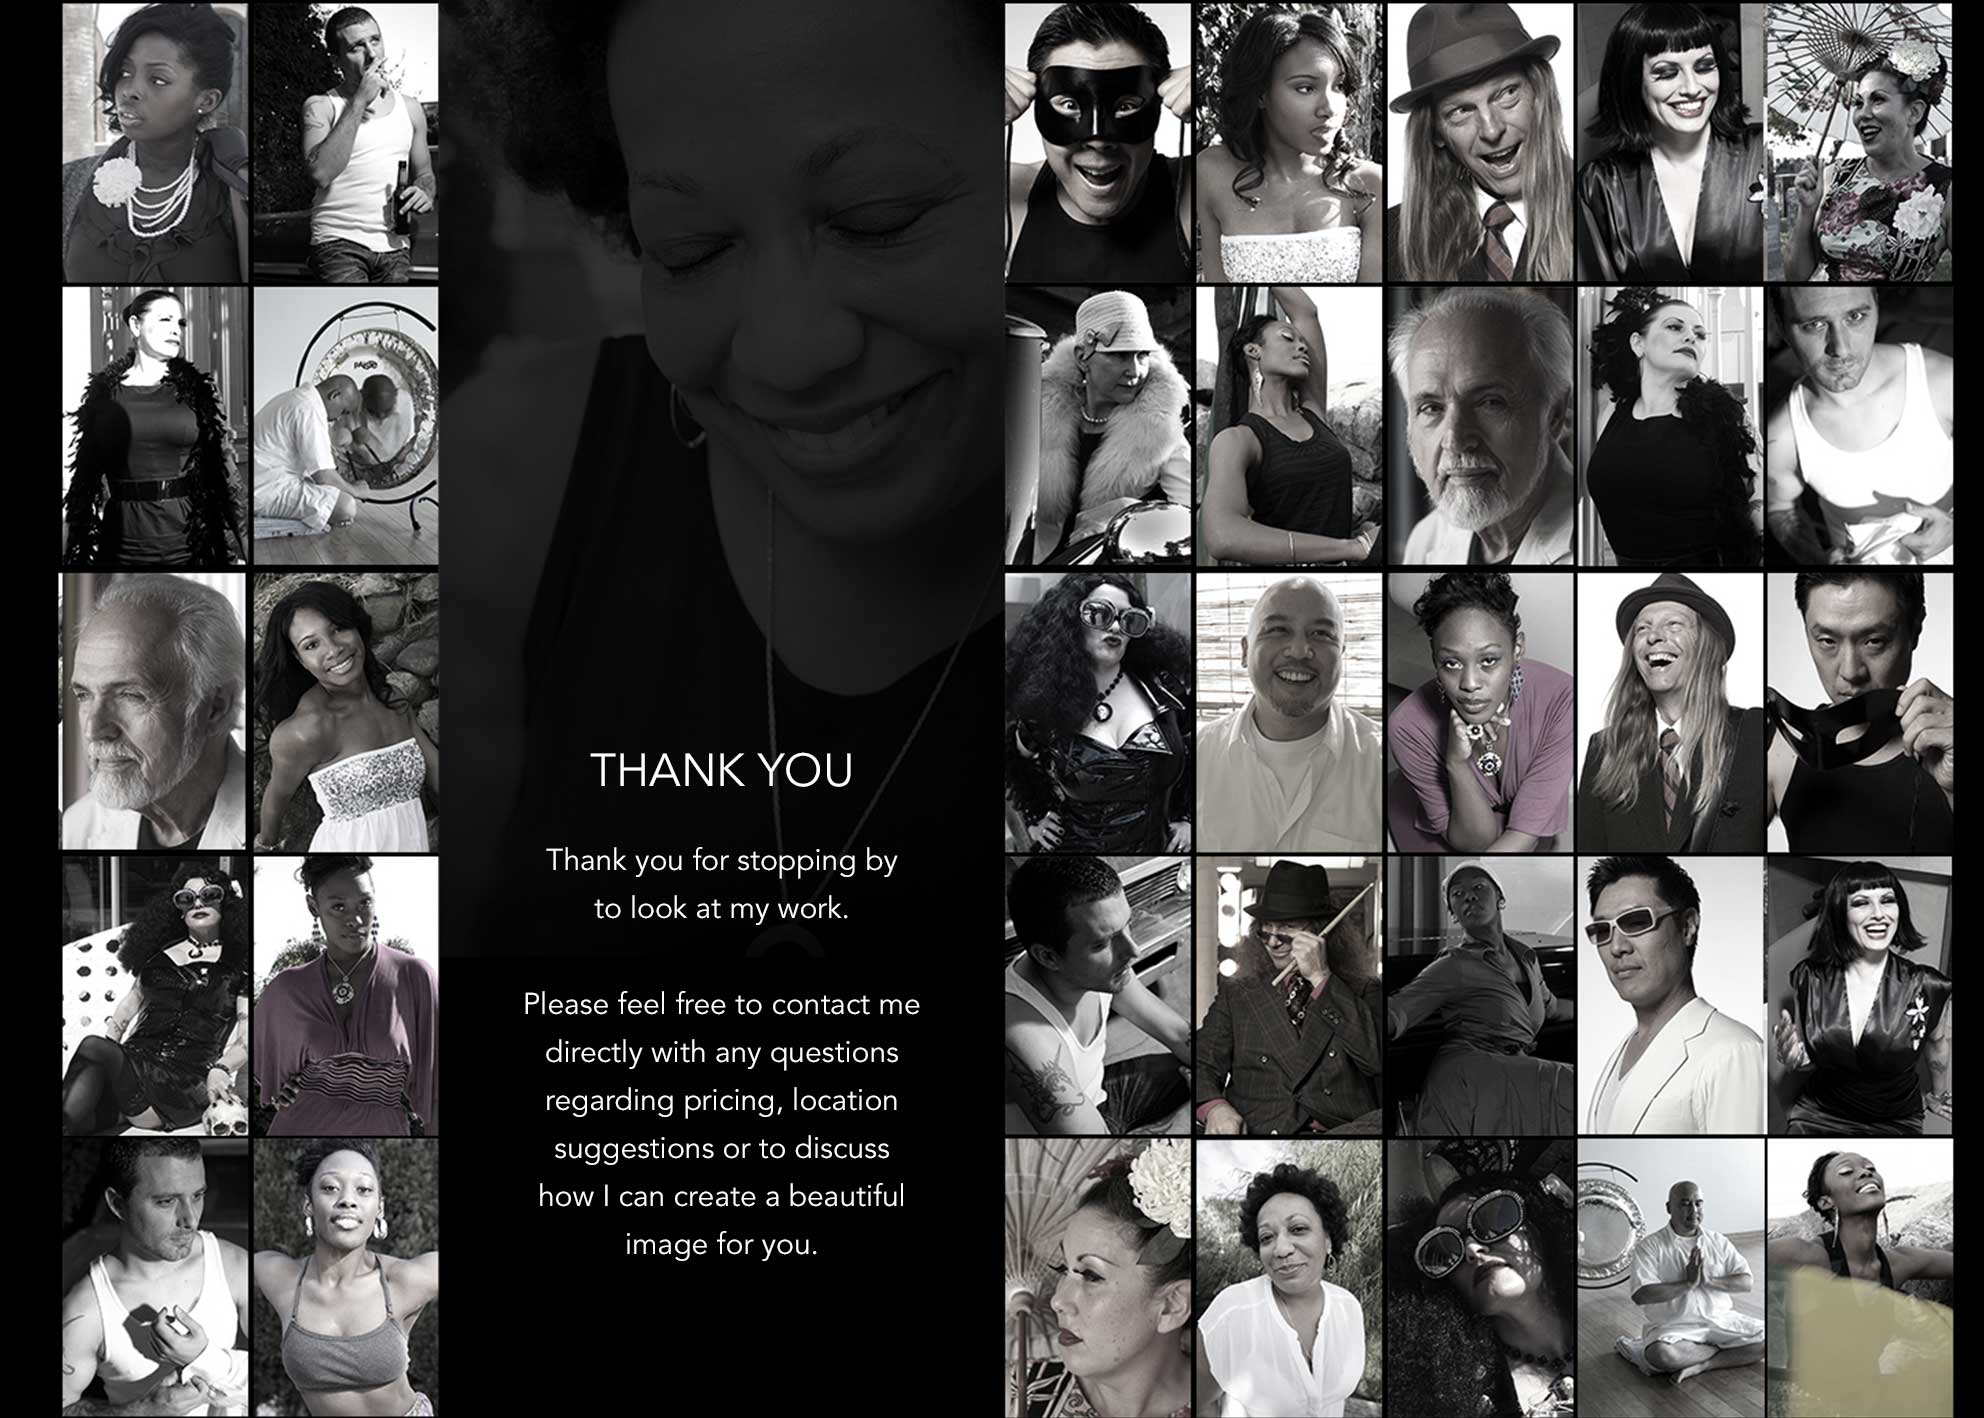 PAISTE
THANK YOU
Thank you for stopping by
to look at my work.
Please feel free to contact me
directly with any questions
regarding pricing, location
suggestions or to discuss
how I can create a beautiful
image for you.